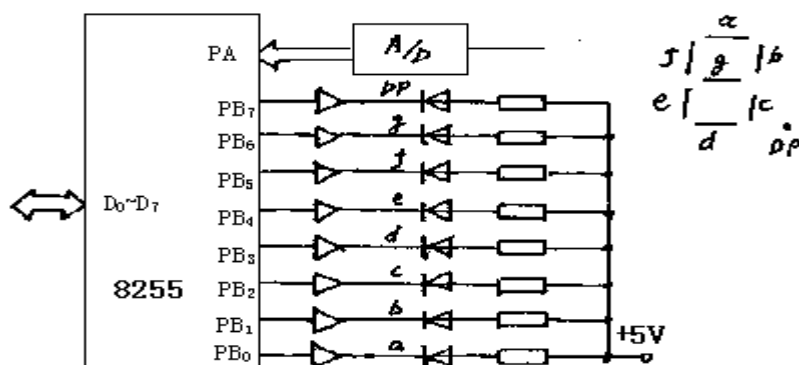 PA
A/D
PB7
DP
PB6
g
PB5
f
D0~D7
PB4
e
PB3
d
8255
PB2
c
PB1
b
+5V
PB0
a
a
f
g
b
e
c
d
DP